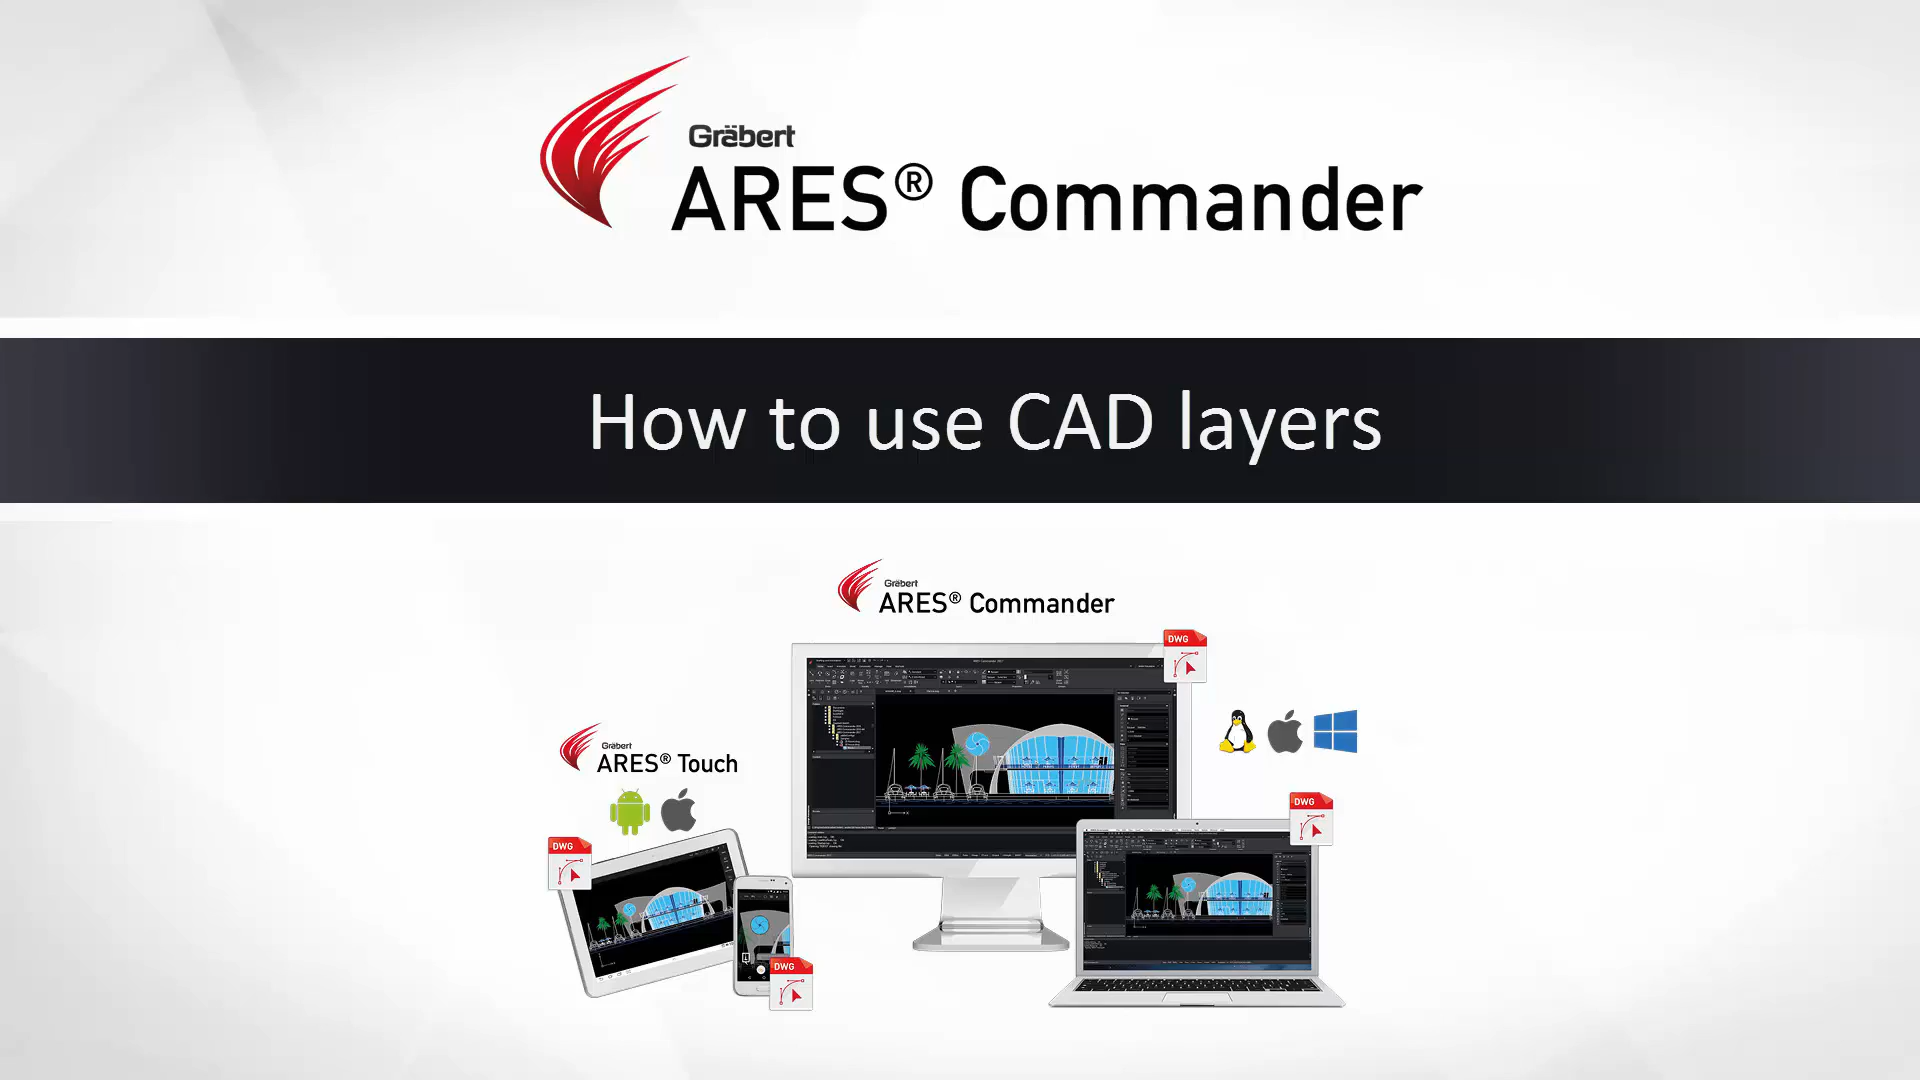 Gräbert
ARES® Commander
How to use CAD layers
Gräbert
ARES® Commander
DWG
Gräbert
ARES® Touch
DWG
DWG
DWG